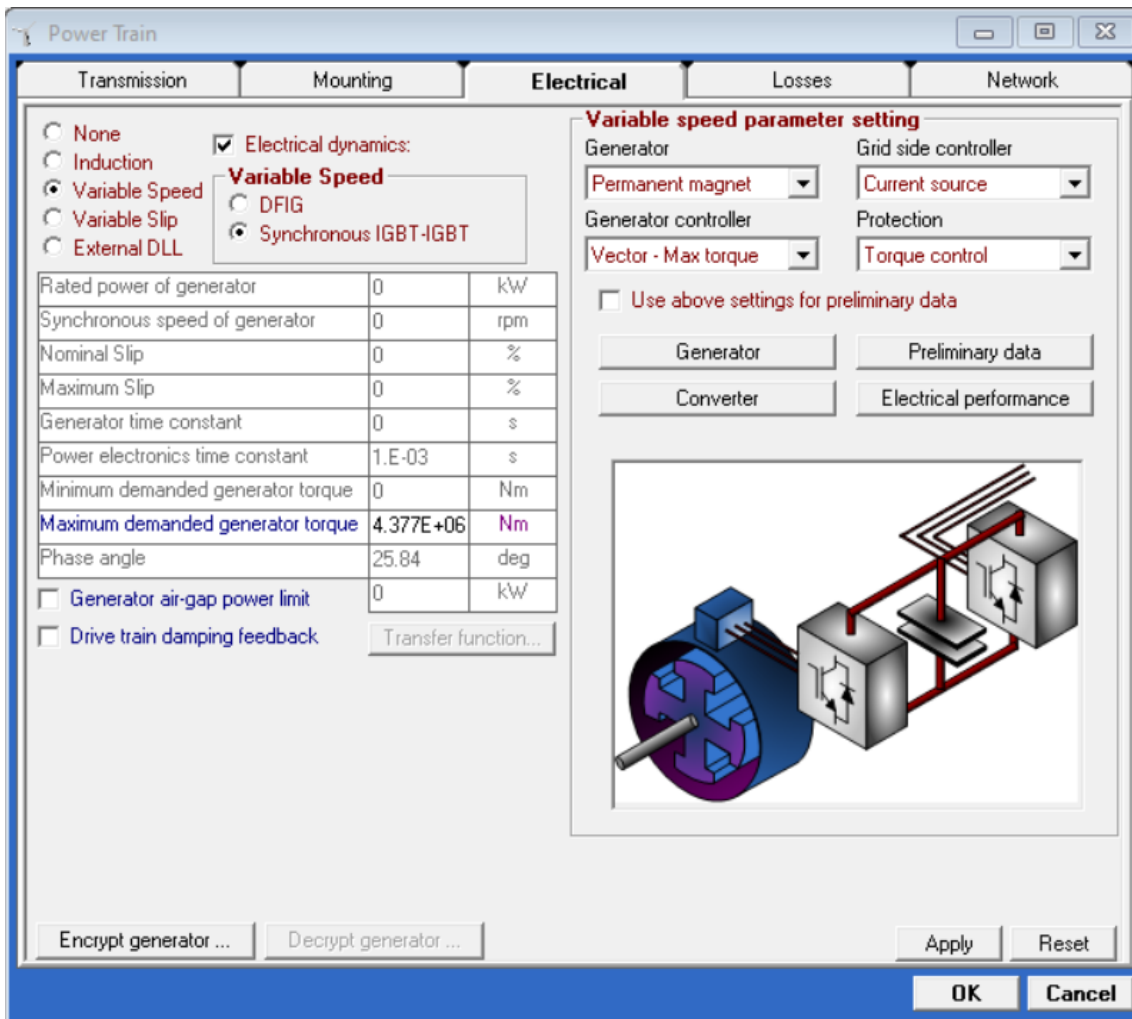 Power Train
Transmission Mounting Electrical Losses Network
None
Induction
Variable Speed
Variable Slip
External DLL
Electrical dynamics:
Variable Speed
DFIG
Synchronous IGBT-IGBT
Rated power of generator 0 kW
Synchronous speed of generator 0 rpm
Nominal Slip 0 %
Maximum Slip 0 %
Generator time constant 0 s
Power electronics time constant 1.E-03 s
Minimum demanded generator torque 0 Nm
Maximum demanded generator torque 4.377E+06 Nm
Phase angle 25.84 deg
Generator air-gap power limit 0 kW
Drive train damping feedback Transfer function...
Variable speed parameter setting
Generator Grid side controller
Permanent magnet Current source
Generator controller Protection
Vector - Max torque Torque control
Use above settings for preliminary data
Generator Preliminary data
Converter Electrical performance
Encrypt generator ... Decrypt generator ... Apply Reset
OK Cancel